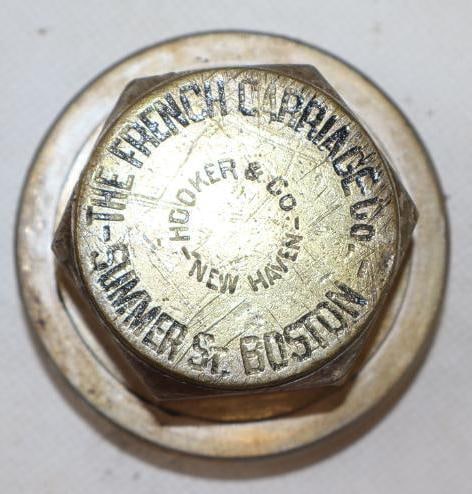 -THE FRENCH CARRIAGE Co.-
SUMMER ST. BOSTON
-HOOKER & Co.-
NEW HAVEN